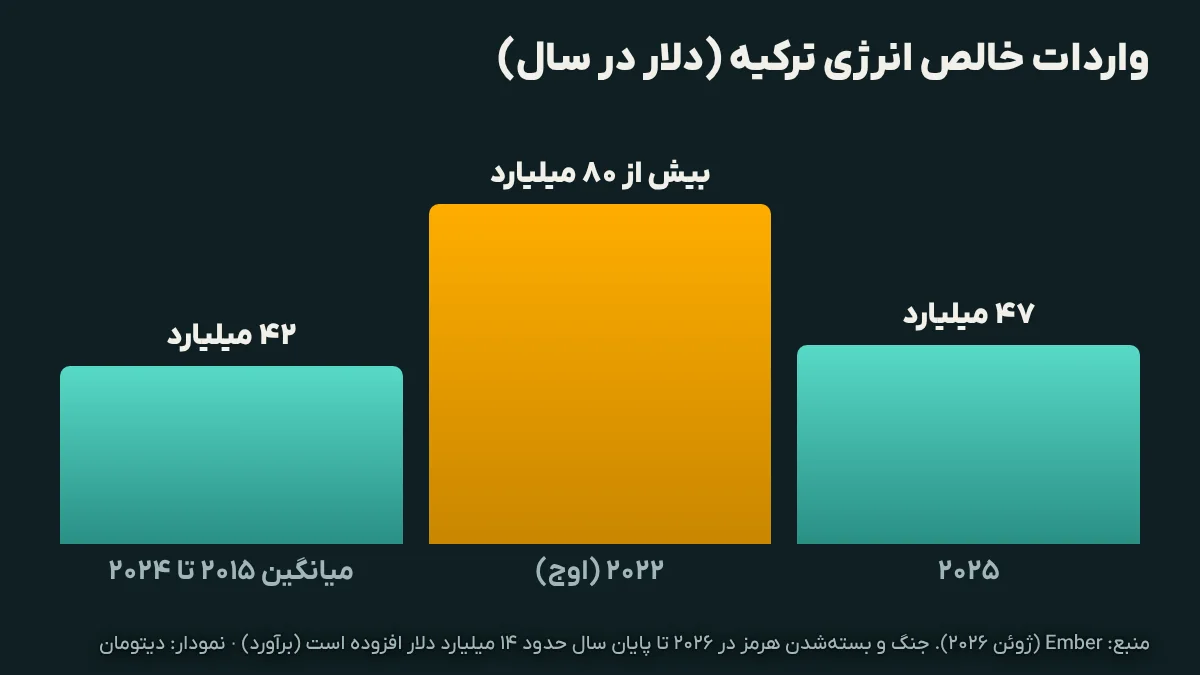 واردات خالص انرژی ترکیه (دلار در سال)
بیش از ۸۰ میلیارد
۴۷ میلیارد
۴۲ میلیارد
۲۰۲۵
۲۰۲۲ (اوج)
میانگین ۲۰۱۵ تا ۲۰۲۴
منبع: Ember (ژوئن ۲۰۲۶). جنگ و بسته‌شدن هرمز در ۲۰۲۶ تا پایان سال حدود ۱۴ میلیارد دلار افزوده است (برآورد) · نمودار: دیتومان